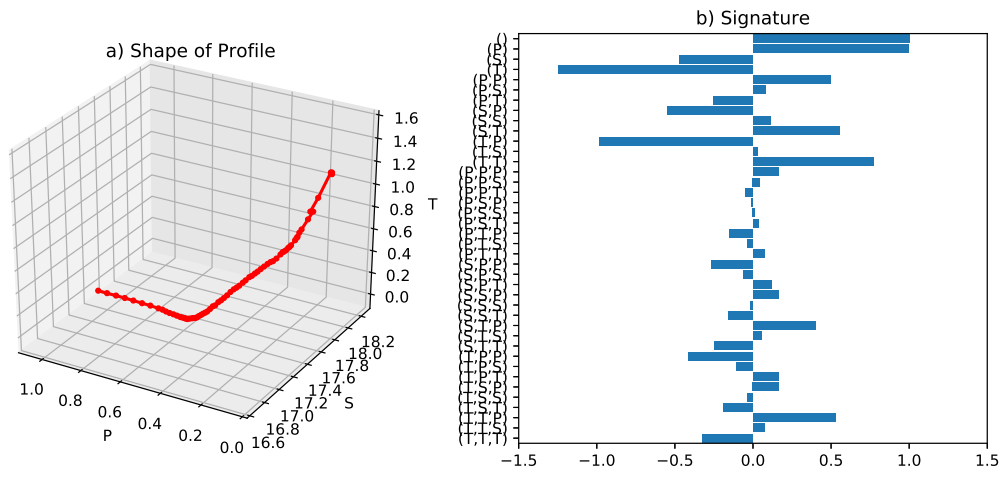 a) Shape of Profile
1.6
1.4
1.2
1.0
0.8
0.6
0.4
0.2
0.0
T
18.2
18.0
17.8
17.6
17.4
17.2
17.0
16.8
16.6
S
1.0
0.8
0.6
0.4
0.2
0.0
P
b) Signature
()
(P)
(S)
(T)
(P,P)
(P,S)
(P,T)
(S,P)
(S,S)
(S,T)
(T,P)
(T,S)
(T,T)
(P,P,P)
(P,P,S)
(P,P,T)
(P,S,P)
(P,S,S)
(P,S,T)
(P,T,P)
(P,T,S)
(P,T,T)
(S,P,P)
(S,P,S)
(S,P,T)
(S,S,P)
(S,S,S)
(S,S,T)
(S,T,P)
(S,T,S)
(S,T,T)
(T,P,P)
(T,P,S)
(T,P,T)
(T,S,P)
(T,S,S)
(T,S,T)
(T,T,P)
(T,T,S)
(T,T,T)
−1.5 −1.0 −0.5 0.0 0.5 1.0 1.5